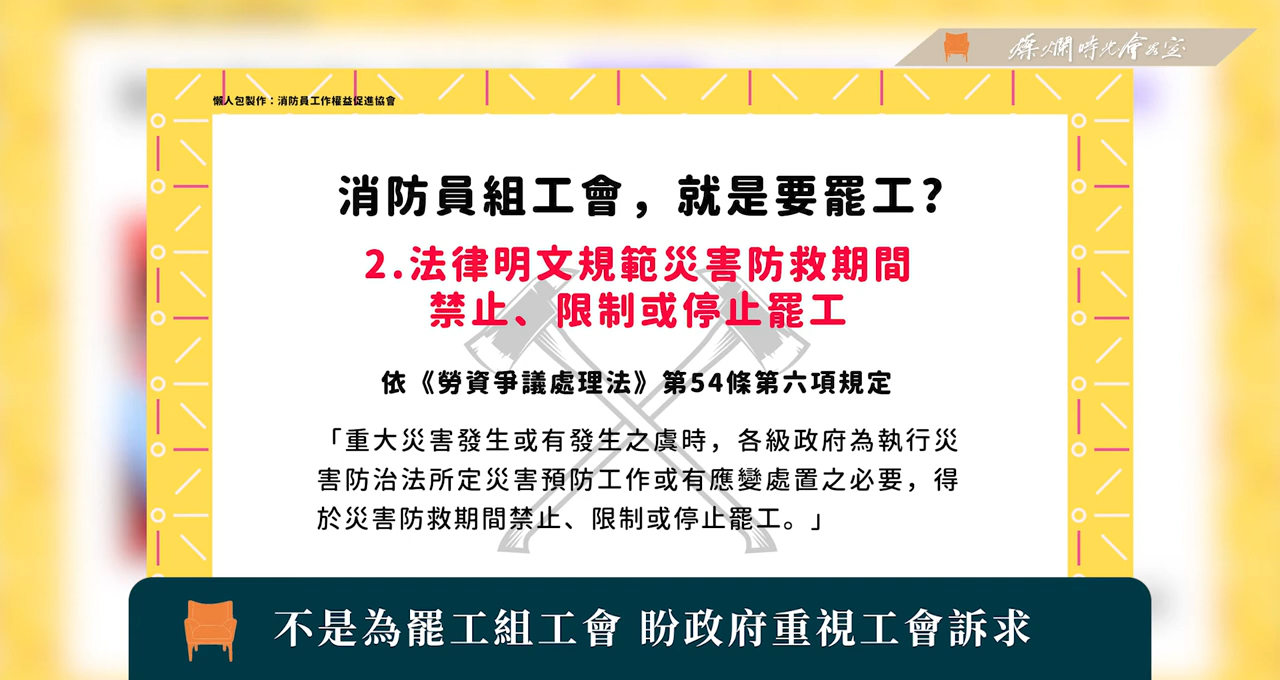 燦爛時光會客室
懶人包製作：消防員工作權益促進協會
消防員組工會，就是要罷工？
2.法律明文規範災害防救期間
禁止、限制或停止罷工
依《勞資爭議處理法》第54條第六項規定
「重大災害發生或有發生之虞時，各級政府為執行災
害防治法所定災害預防工作或有應變處置之必要，得
於災害防救期間禁止、限制或停止罷工。」
不是為罷工組工會 盼政府重視工會訴求